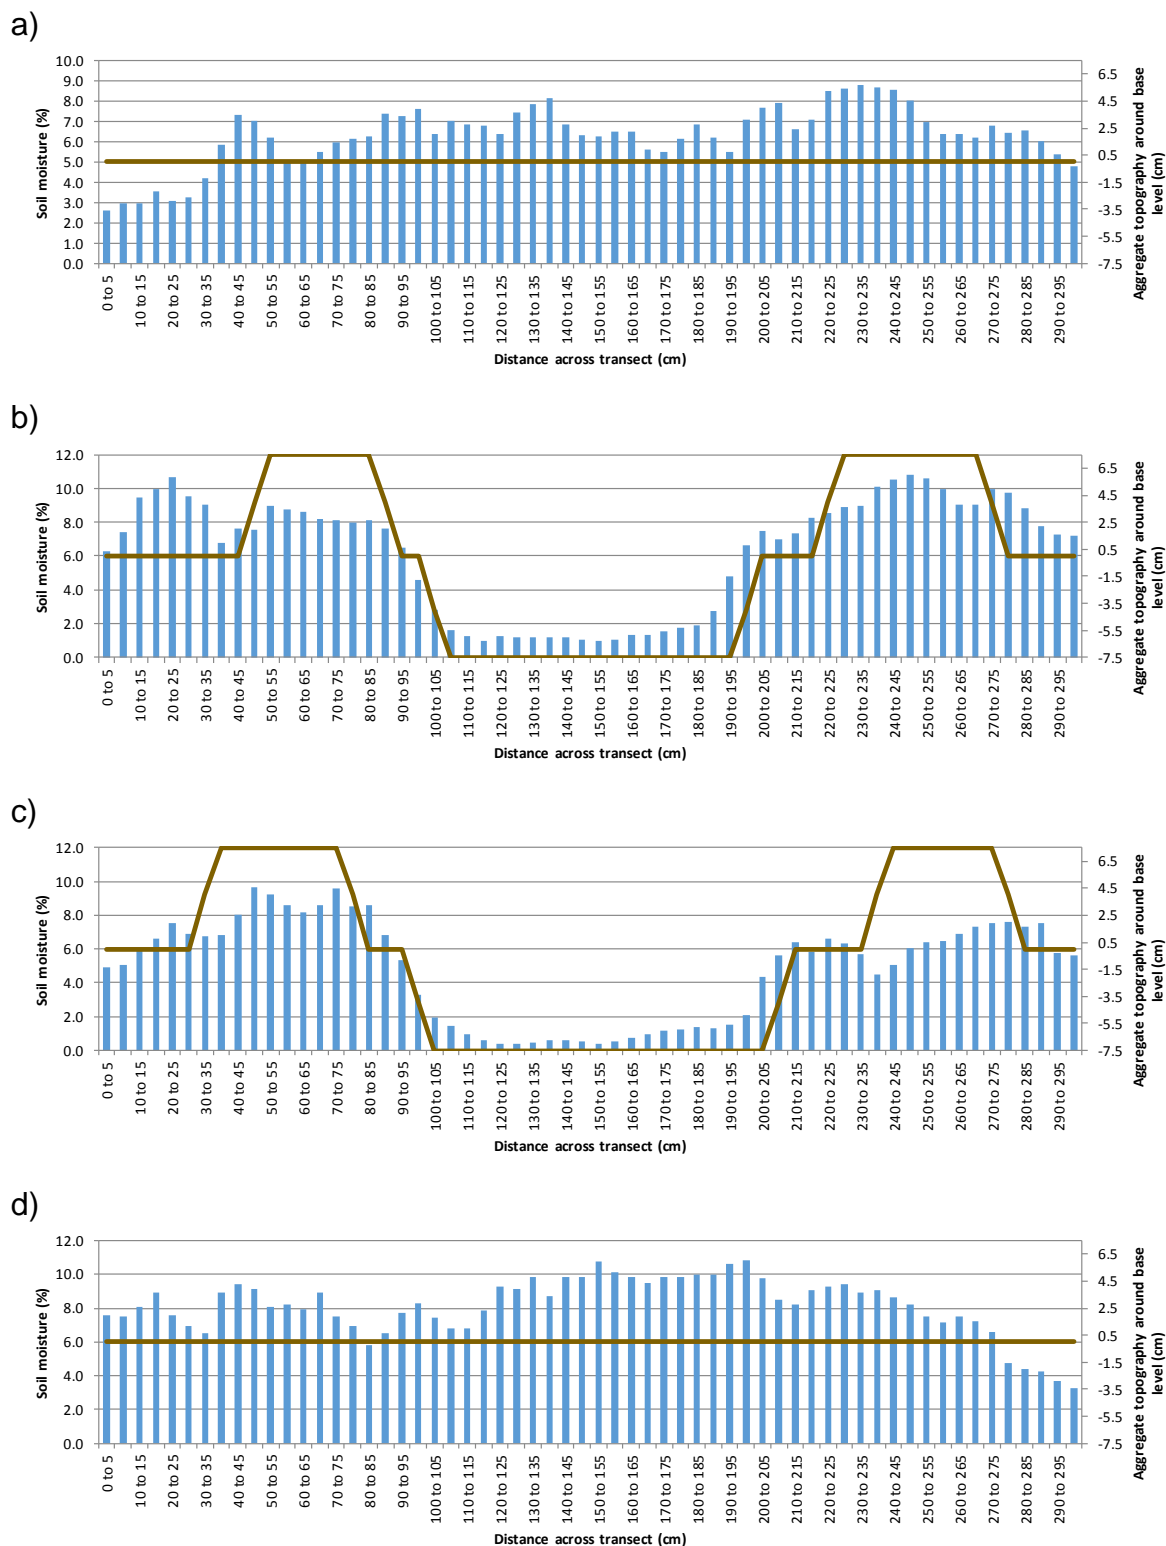 a)
10.0
9.0
8.0
7.0
6.0
5.0
4.0
3.0
2.0
1.0
0.0
Soil moisture (%)
6.5
4.5
2.5
0.5
-1.5
-3.5
-5.5
-7.5
Aggregate topography around base
level (cm)
0 to 5
10 to 15
20 to 25
30 to 35
40 to 45
50 to 55
60 to 65
70 to 75
80 to 85
90 to 95
100 to 105
110 to 115
120 to 125
130 to 135
140 to 145
150 to 155
160 to 165
170 to 175
180 to 185
190 to 195
200 to 205
210 to 215
220 to 225
230 to 235
240 to 245
250 to 255
260 to 265
270 to 275
280 to 285
290 to 295
Distance across transect (cm)
b)
12.0
10.0
8.0
6.0
4.0
2.0
0.0
Soil moisture (%)
6.5
4.5
2.5
0.5
-1.5
-3.5
-5.5
-7.5
Aggregate topography around base
level (cm)
0 to 5
10 to 15
20 to 25
30 to 35
40 to 45
50 to 55
60 to 65
70 to 75
80 to 85
90 to 95
100 to 105
110 to 115
120 to 125
130 to 135
140 to 145
150 to 155
160 to 165
170 to 175
180 to 185
190 to 195
200 to 205
210 to 215
220 to 225
230 to 235
240 to 245
250 to 255
260 to 265
270 to 275
280 to 285
290 to 295
Distance across transect (cm)
c)
12.0
10.0
8.0
6.0
4.0
2.0
0.0
Soil moisture (%)
6.5
4.5
2.5
0.5
-1.5
-3.5
-5.5
-7.5
Aggregate topography around base
level (cm)
0 to 5
10 to 15
20 to 25
30 to 35
40 to 45
50 to 55
60 to 65
70 to 75
80 to 85
90 to 95
100 to 105
110 to 115
120 to 125
130 to 135
140 to 145
150 to 155
160 to 165
170 to 175
180 to 185
190 to 195
200 to 205
210 to 215
220 to 225
230 to 235
240 to 245
250 to 255
260 to 265
270 to 275
280 to 285
290 to 295
Distance across transect (cm)
d)
12.0
10.0
8.0
6.0
4.0
2.0
0.0
Soil moisture (%)
6.5
4.5
2.5
0.5
-1.5
-3.5
-5.5
-7.5
Aggregate topography around base
level (cm)
0 to 5
10 to 15
20 to 25
30 to 35
40 to 45
50 to 55
60 to 65
70 to 75
80 to 85
90 to 95
100 to 105
110 to 115
120 to 125
130 to 135
140 to 145
150 to 155
160 to 165
170 to 175
180 to 185
190 to 195
200 to 205
210 to 215
220 to 225
230 to 235
240 to 245
250 to 255
260 to 265
270 to 275
280 to 285
290 to 295
Distance across transect (cm)